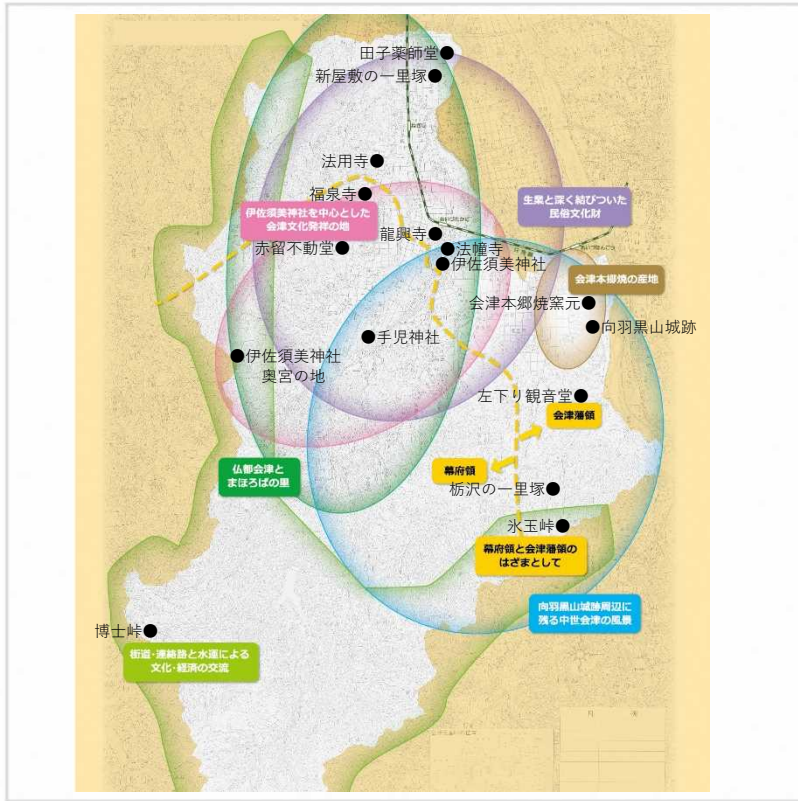 田子薬師堂
新屋敷の一里塚
法用寺
福泉寺
生業と深く結びついた
民俗文化財
伊佐須美神社を中心とした
会津文化発祥の地
龍興寺
赤留不動堂
法幢寺
伊佐須美神社
会津本郷焼の産地
会津本郷焼窯元
向羽黒山城跡
手児神社
伊佐須美神社
奥宮の地
左下り観音堂
会津藩領
幕府領
仏都会津と
まほろばの里
栃沢の一里塚
氷玉峠
幕府領と会津藩領の
はざまとして
向羽黒山城跡周辺に
残る中世会津の風景
博士峠
街道・連絡路と水運による
文化・経済の交流